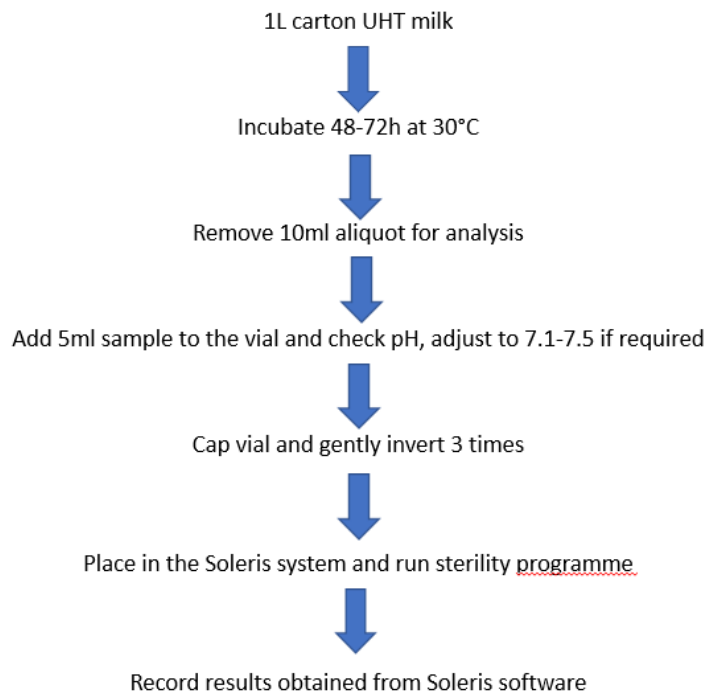 1L carton UHT milk
Incubate 48-72h at 30°C
Remove 10ml aliquot for analysis
Add 5ml sample to the vial and check pH, adjust to 7.1-7.5 if required
Cap vial and gently invert 3 times
Place in the Soleris system and run sterility programme
Record results obtained from Soleris software